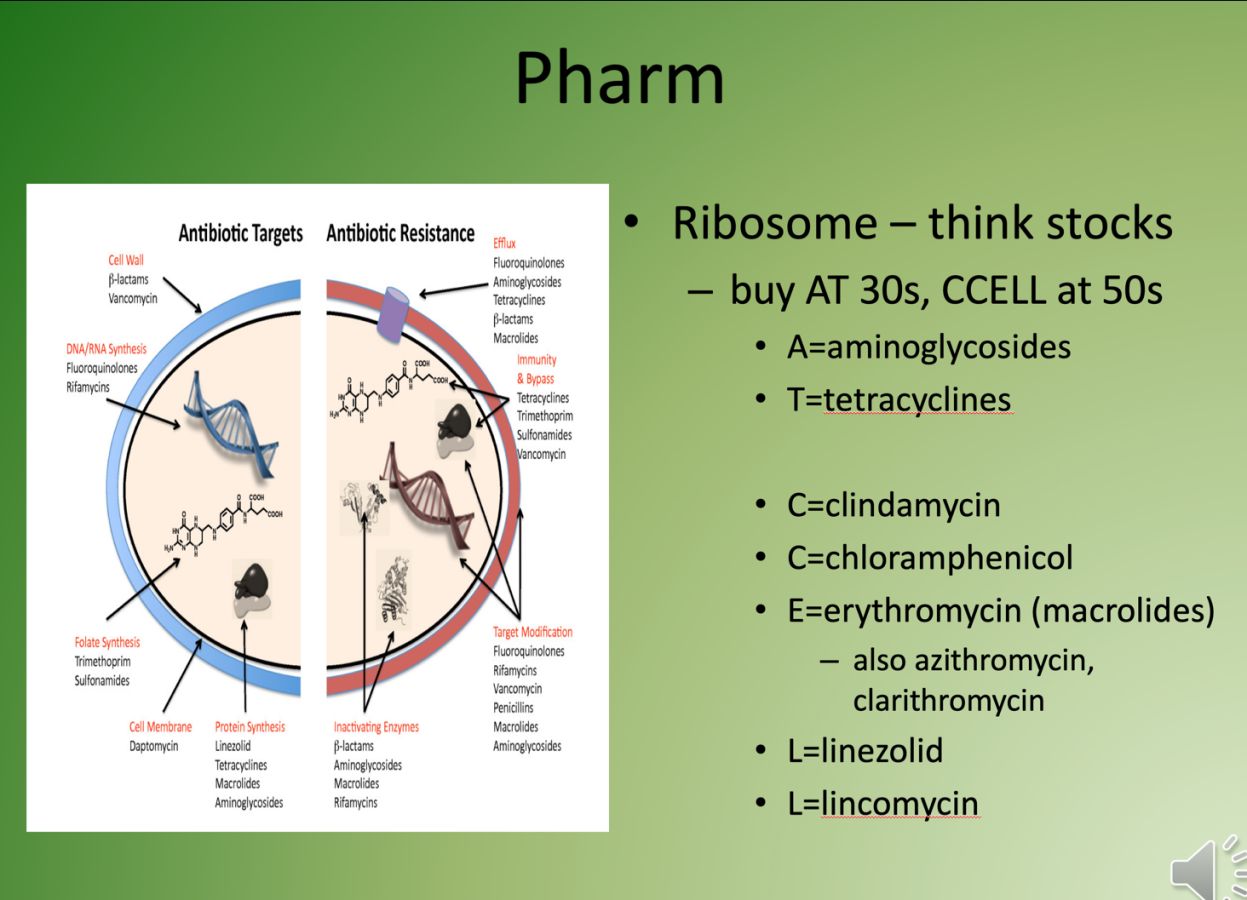 Pharm
Antibiotic Targets
Antibiotic Resistance
Cell Wall
β-lactams
Vancomycin
DNA/RNA Synthesis
Fluoroquinolones
Rifamycins
Folate Synthesis
Trimethoprim
Sulfonamides
Cell Membrane
Daptomycin
Protein Synthesis
Linezolid
Tetracyclines
Macrolides
Aminoglycosides
Efflux
Fluoroquinolones
Aminoglycosides
Tetracyclines
β-lactams
Macrolides
Immunity
& Bypass
Tetracyclines
Trimethoprim
Sulfonamides
Vancomycin
Target Modification
Fluoroquinolones
Rifamycins
Vancomycin
Penicillins
Macrolides
Aminoglycosides
Inactivating Enzymes
β-lactams
Aminoglycosides
Macrolides
Rifamycins
• Ribosome – think stocks
– buy AT 30s, CCELL at 50s
• A=aminoglycosides
• T=tetracyclines
• C=clindamycin
• C=chloramphenicol
• E=erythromycin (macrolides)
– also azithromycin,
clarithromycin
• L=linezolid
• L=lincomycin